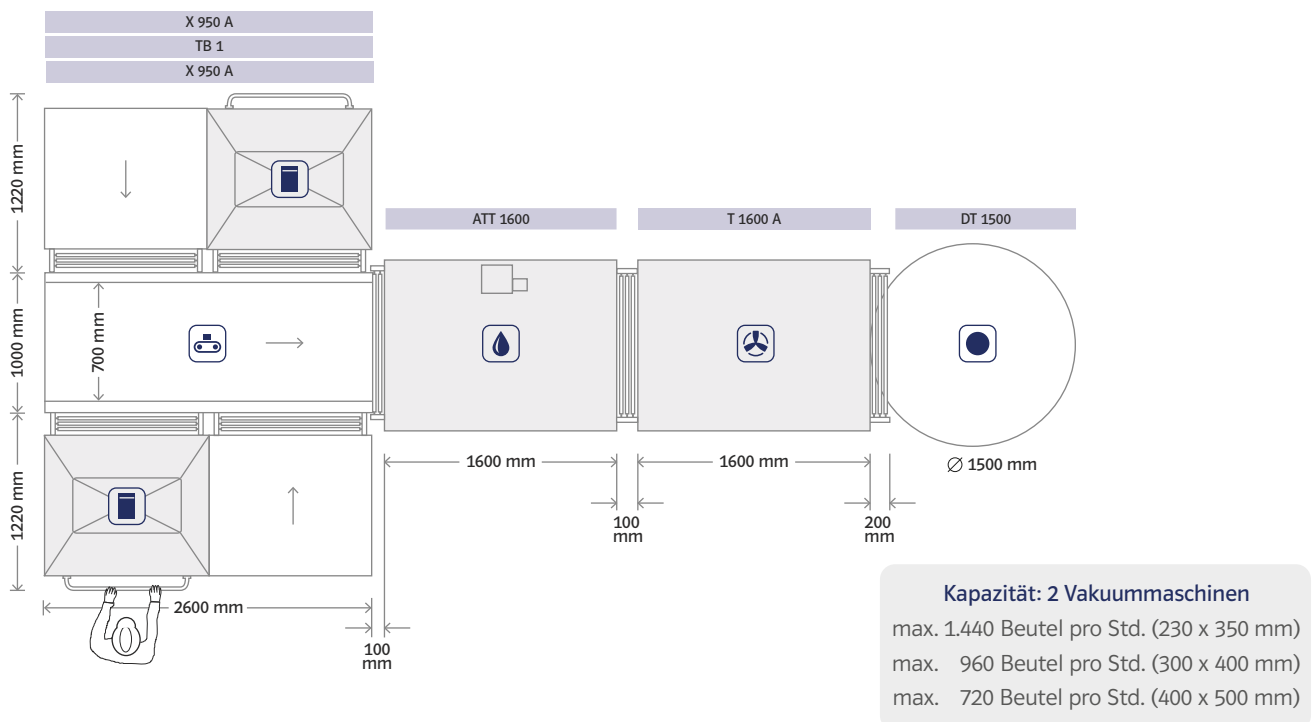 X 950 A
TB 1
X 950 A
1220 mm
1000 mm
1220 mm
700 mm
2600 mm
100
mm
ATT 1600
T 1600 A
DT 1500
1600 mm
1600 mm
100
mm
200
mm
Ø 1500 mm
Kapazität: 2 Vakuummaschinen
max. 1.440 Beutel pro Std. (230 x 350 mm)
max. 960 Beutel pro Std. (300 x 400 mm)
max. 720 Beutel pro Std. (400 x 500 mm)